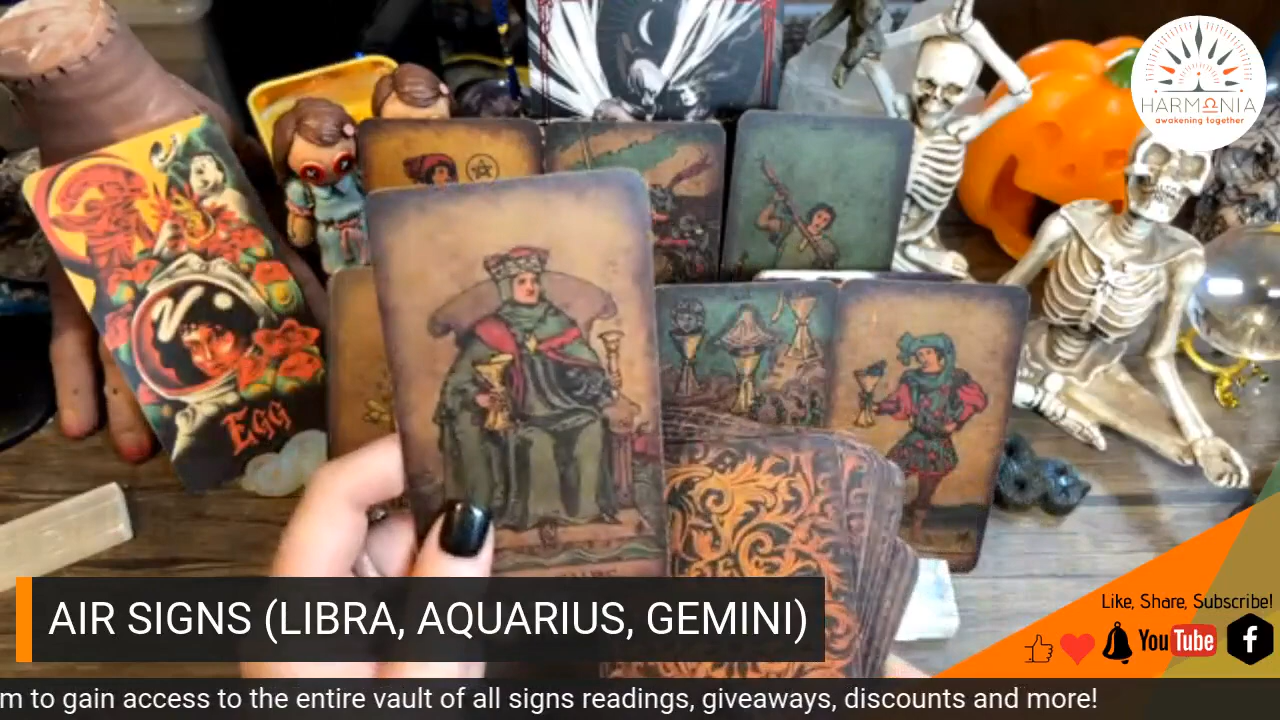 HARMΩNIA
awakening together
EGG
AIR SIGNS (LIBRA, AQUARIUS, GEMINI)
Like, Share, Subscribe!
YouTube
m to gain access to the entire vault of all signs readings, giveaways, discounts and more!